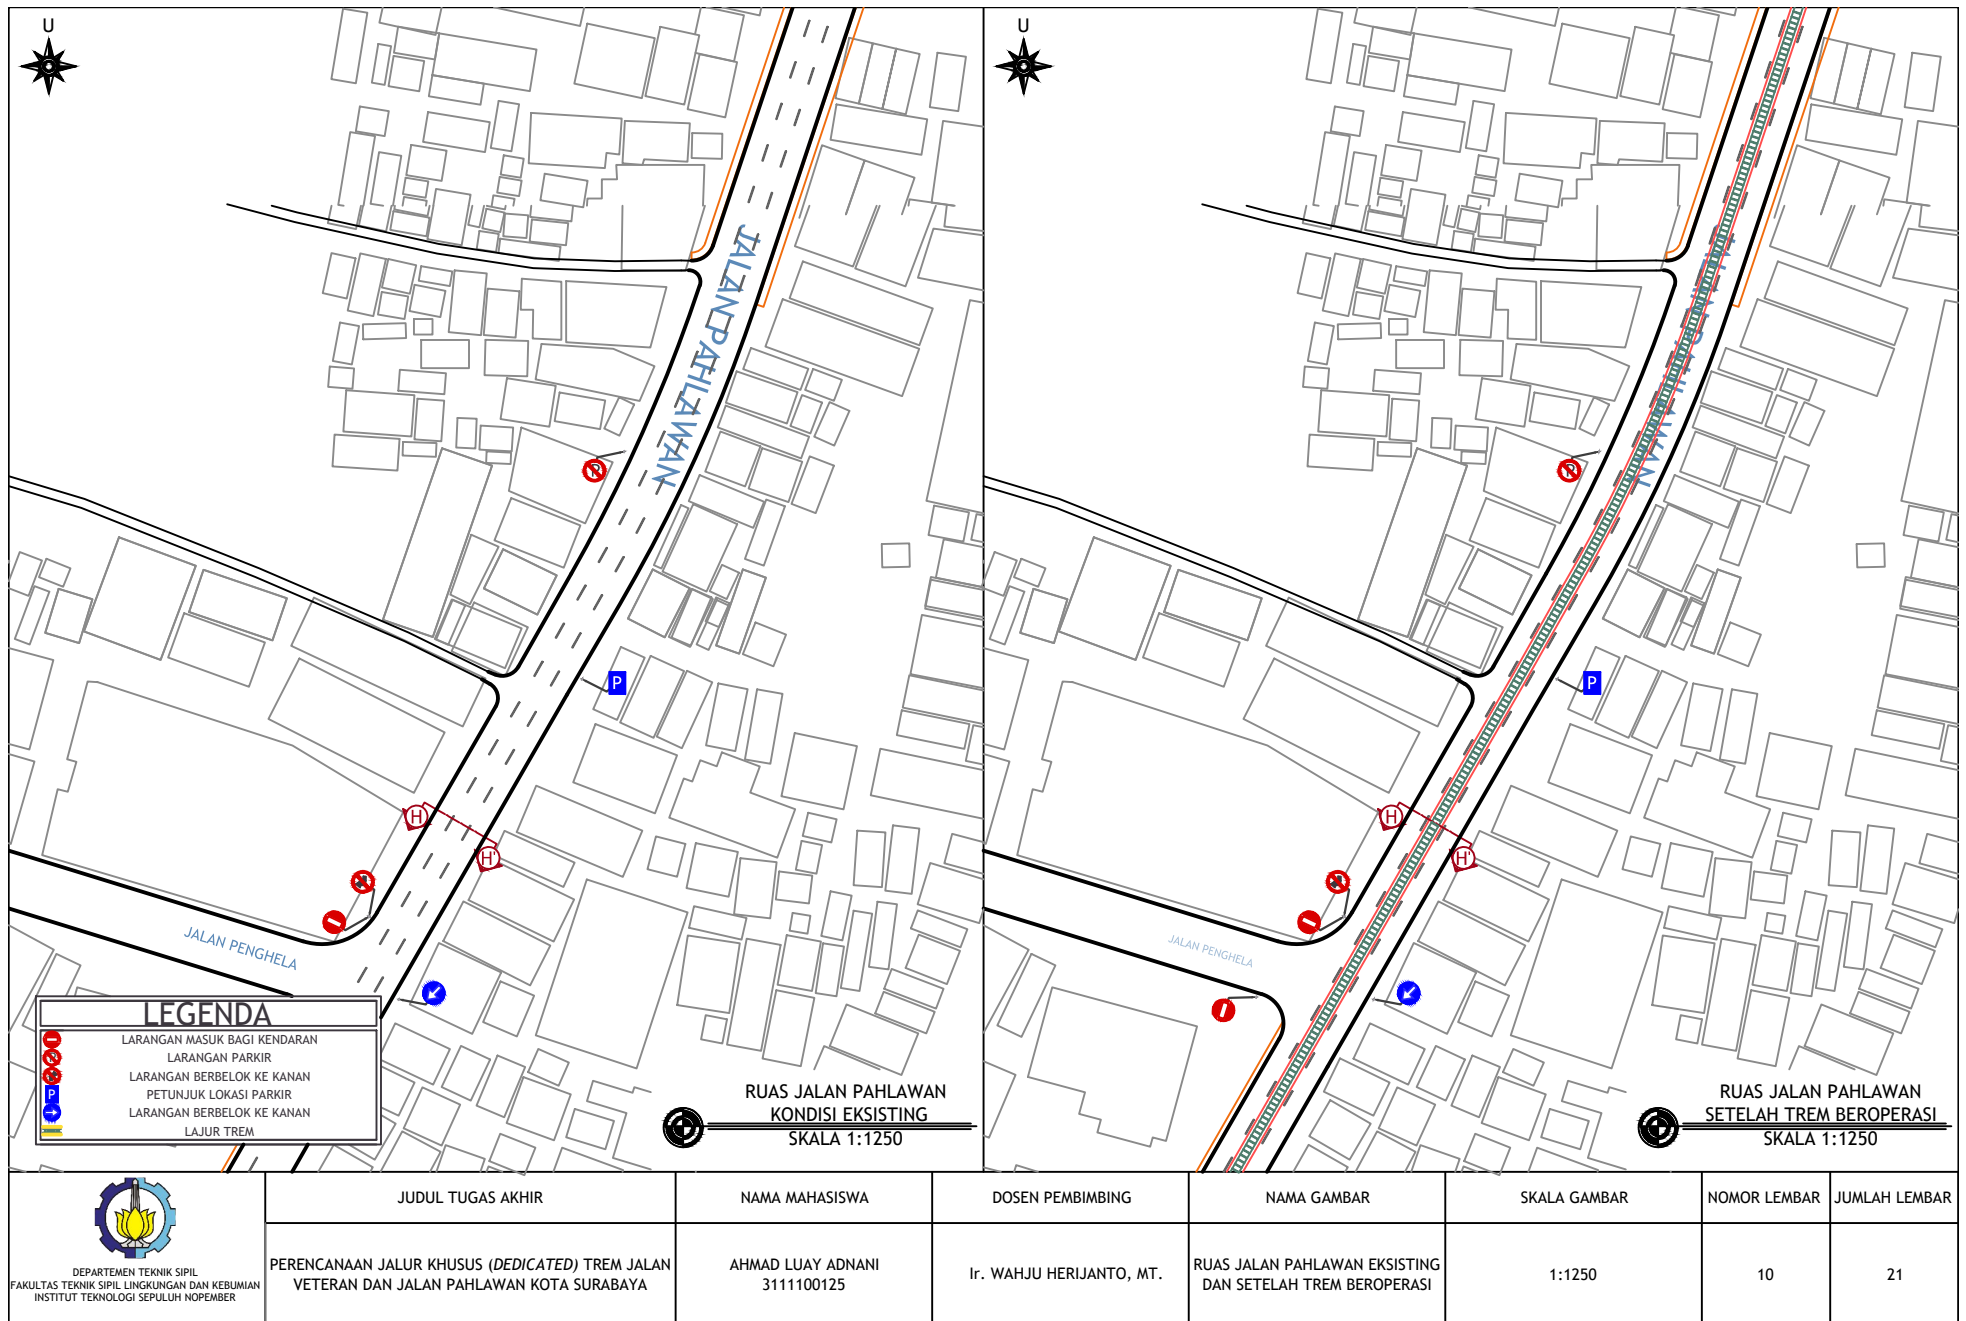 U
JALAN PAHLAWAN
P
P
H
H'
JALAN PENGHELA
LEGENDA
LARANGAN MASUK BAGI KENDARAN
LARANGAN PARKIR
LARANGAN BERBELOK KE KANAN
P
PETUNJUK LOKASI PARKIR
LARANGAN BERBELOK KE KANAN
LAJUR TREM
RUAS JALAN PAHLAWAN
KONDISI EKSISTING
SKALA 1:1250
U
JALAN PAHLAWAN
P
P
H
H'
JALAN PENGHELA
RUAS JALAN PAHLAWAN
SETELAH TREM BEROPERASI
SKALA 1:1250
DEPARTEMEN TEKNIK SIPIL
FAKULTAS TEKNIK SIPIL LINGKUNGAN DAN KEBUMIAN
INSTITUT TEKNOLOGI SEPULUH NOPEMBER
JUDUL TUGAS AKHIR
PERENCANAAN JALUR KHUSUS (DEDICATED) TREM JALAN
VETERAN DAN JALAN PAHLAWAN KOTA SURABAYA
NAMA MAHASISWA
AHMAD LUAY ADNANI
3111100125
DOSEN PEMBIMBING
Ir. WAHJU HERIJANTO, MT.
NAMA GAMBAR
RUAS JALAN PAHLAWAN EKSISTING
DAN SETELAH TREM BEROPERASI
SKALA GAMBAR
1:1250
NOMOR LEMBAR
10
JUMLAH LEMBAR
21